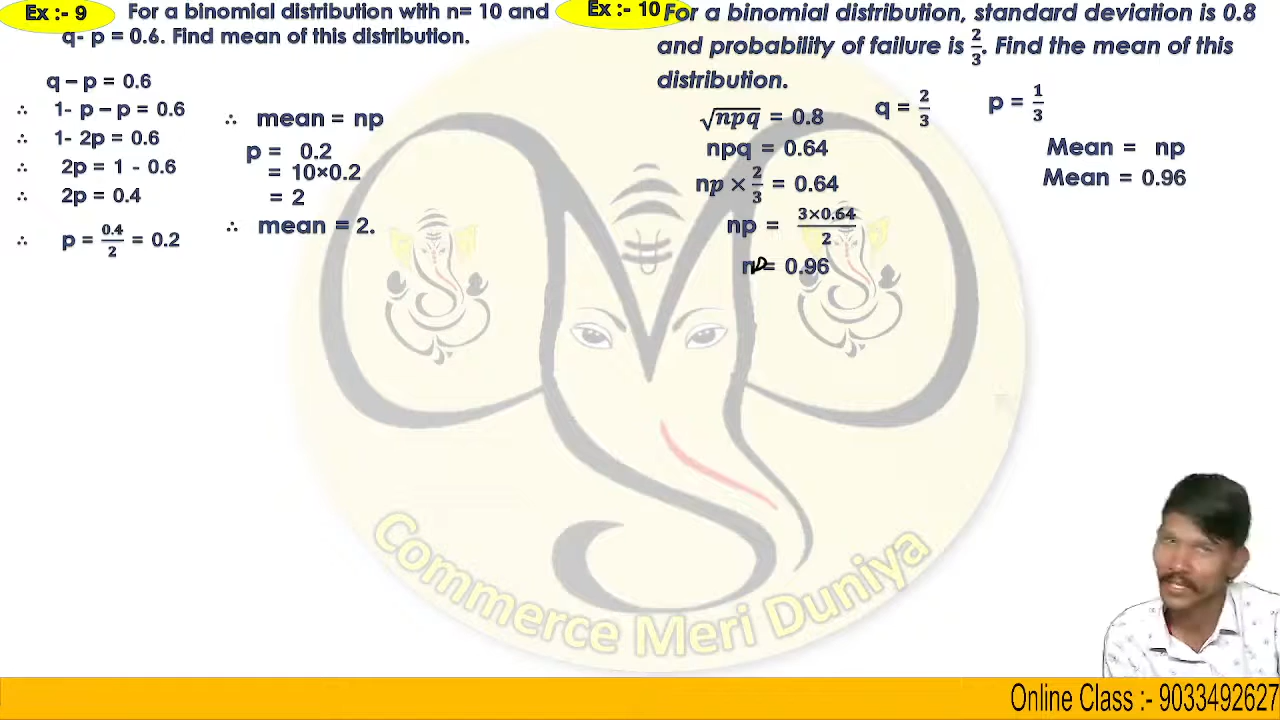 Ex :- 9
For a binomial distribution with n= 10 and
q- p = 0.6. Find mean of this distribution.
q – p = 0.6
∴ 1- p – p = 0.6
∴ 1- 2p = 0.6
∴ 2p = 1 - 0.6
∴ 2p = 0.4
∴ p = 0.4/2 = 0.2
∴ mean = np
p = 0.2
= 10×0.2
= 2
∴ mean = 2.
Ex :- 10
For a binomial distribution, standard deviation is 0.8
and probability of failure is 2/3. Find the mean of this
distribution.
√npq = 0.8
npq = 0.64
np × 2/3 = 0.64
np = 3×0.64/2
np = 0.96
q = 2/3 p = 1/3
Mean = np
Mean = 0.96
Commerce Meri Duniya
Online Class :- 9033492627